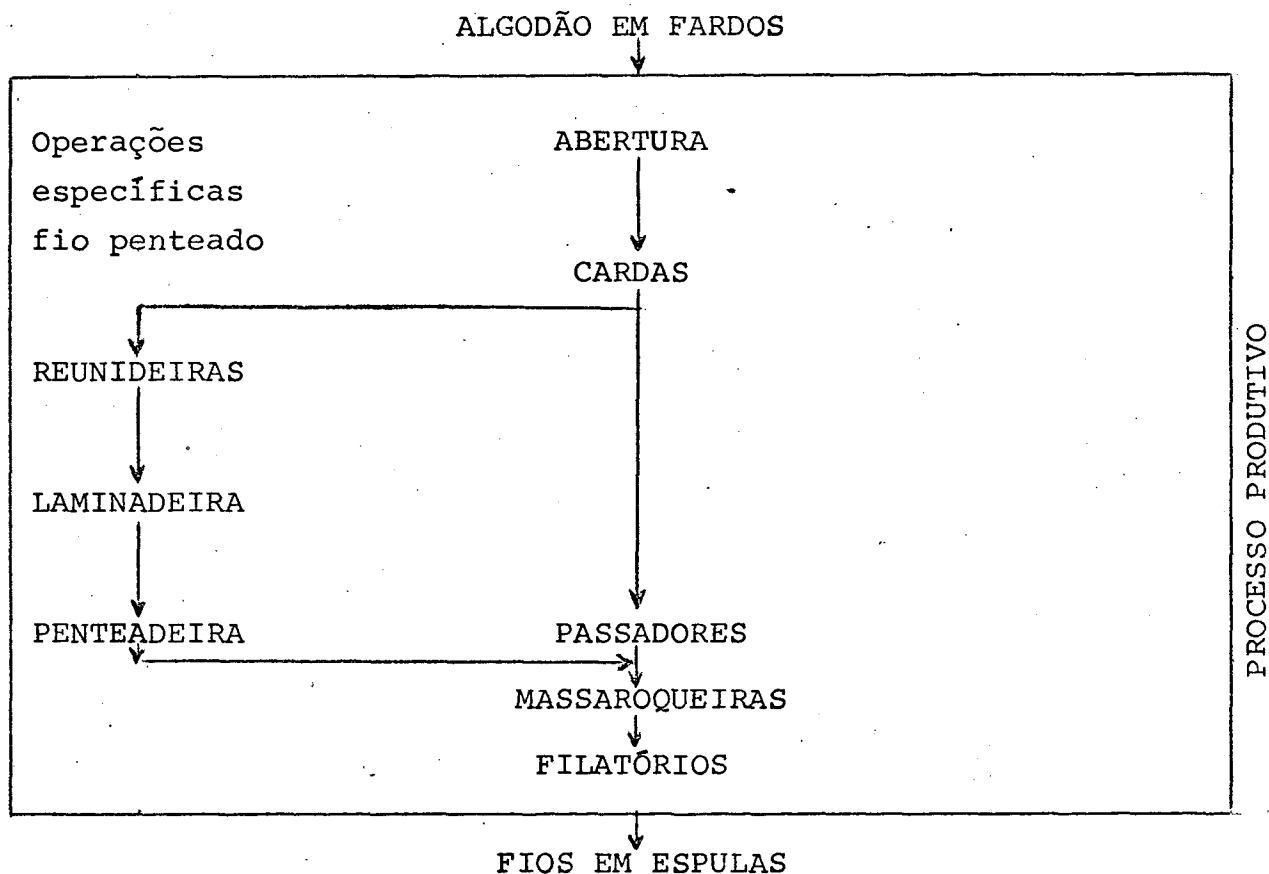 ALGODÃO EM FARDOS
Operações
específicas
fio penteado
ABERTURA
CARDAS
REUNIDEIRAS
LAMINADEIRA
PENTEADEIRA
PASSADORES
MASSAROQUEIRAS
FILATÓRIOS
PROCESSO PRODUTIVO
FIOS EM ESPULAS